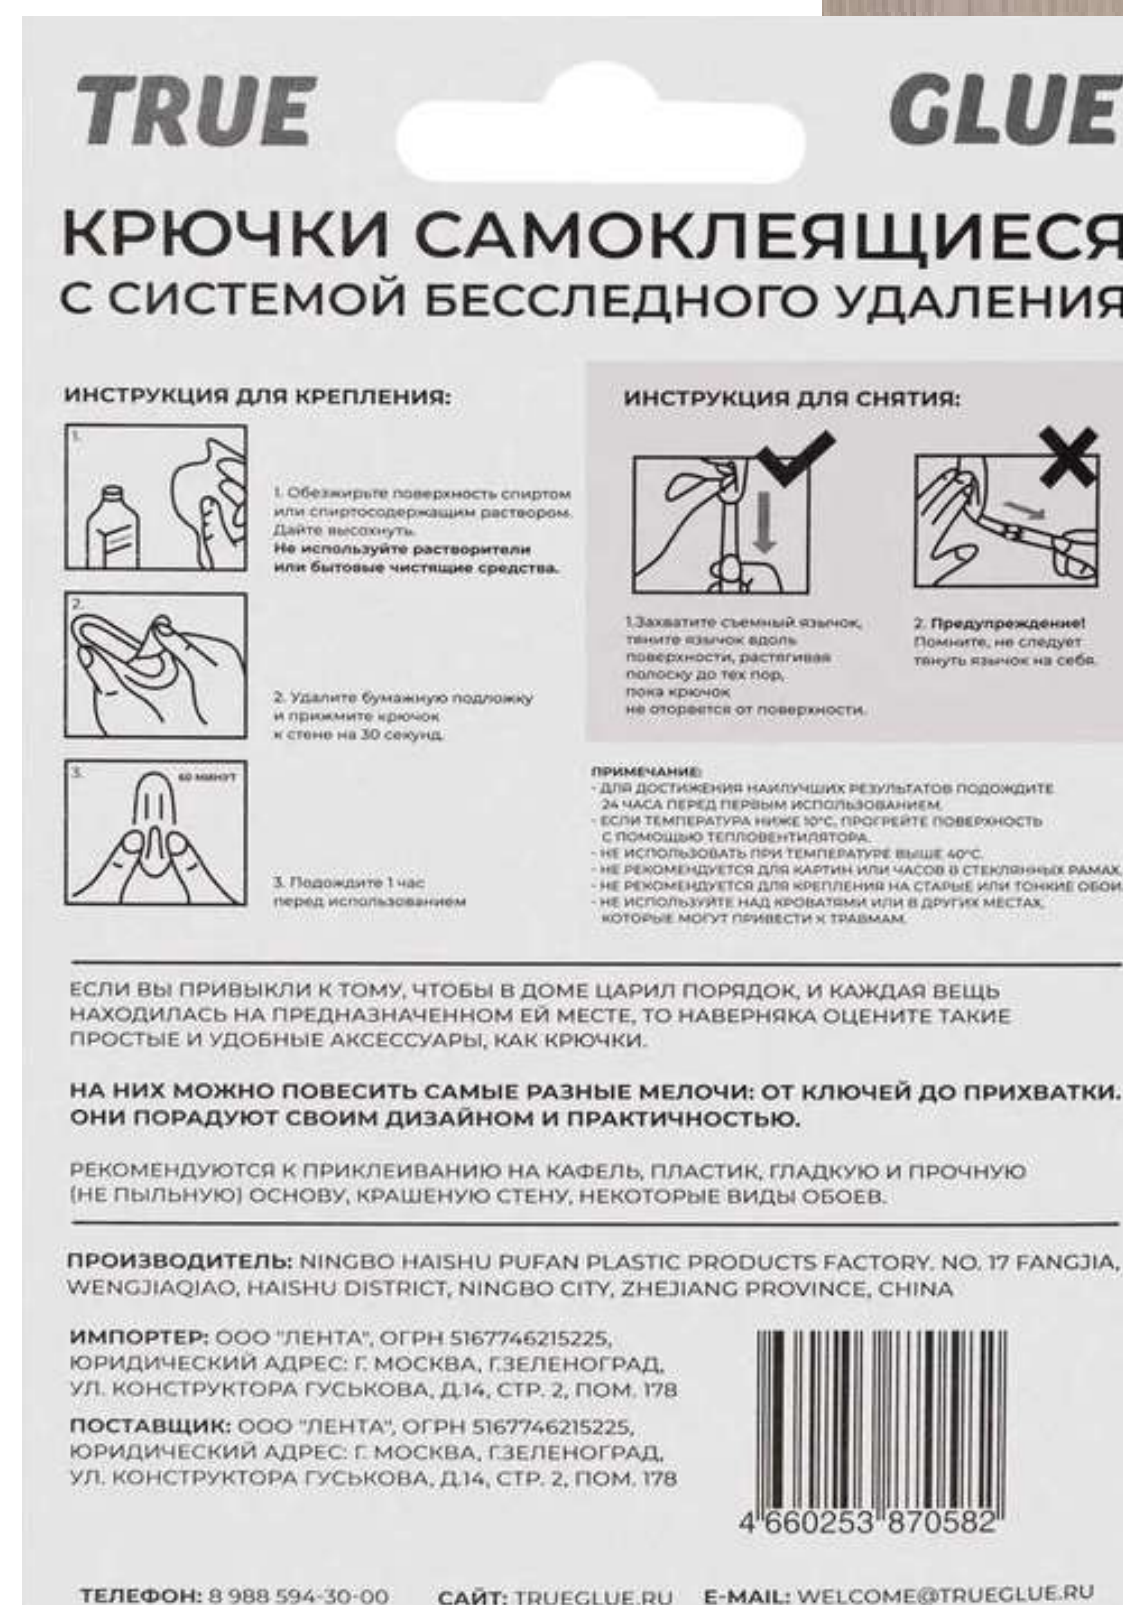 TRUE GLUE
КРЮЧКИ САМОКЛЕЯЩИЕСЯ
С СИСТЕМОЙ БЕССЛЕДНОГО УДАЛЕНИЯ
ИНСТРУКЦИЯ ДЛЯ КРЕПЛЕНИЯ:
1.
1. Обезжирьте поверхность спиртом
или спиртосодержащим раствором.
Дайте высохнуть.
Не используйте растворители
или бытовые чистящие средства.
2.
2. Удалите бумажную подложку
и прижмите крючок
к стене на 30 секунд.
3.
60 МИНУТ
3. Подождите 1 час
перед использованием
ИНСТРУКЦИЯ ДЛЯ СНЯТИЯ:
1.Захватите съемный язычок,
тяните язычок вдоль
поверхности, растягивая
полоску до тех пор,
пока крючок
не оторвется от поверхности.
2. Предупреждение!
Помните, не следует
тянуть язычок на себя.
ПРИМЕЧАНИЕ:
- ДЛЯ ДОСТИЖЕНИЯ НАИЛУЧШИХ РЕЗУЛЬТАТОВ ПОДОЖДИТЕ
24 ЧАСА ПЕРЕД ПЕРВЫМ ИСПОЛЬЗОВАНИЕМ.
- ЕСЛИ ТЕМПЕРАТУРА НИЖЕ 10°С, ПРОГРЕЙТЕ ПОВЕРХНОСТЬ
С ПОМОЩЬЮ ТЕПЛОВЕНТИЛЯТОРА.
- НЕ ИСПОЛЬЗОВАТЬ ПРИ ТЕМПЕРАТУРЕ ВЫШЕ 40°С.
- НЕ РЕКОМЕНДУЕТСЯ ДЛЯ КАРТИН ИЛИ ЧАСОВ В СТЕКЛЯННЫХ РАМАХ.
- НЕ РЕКОМЕНДУЕТСЯ ДЛЯ КРЕПЛЕНИЯ НА СТАРЫЕ ИЛИ ТОНКИЕ ОБОИ.
- НЕ ИСПОЛЬЗУЙТЕ НАД КРОВАТЯМИ ИЛИ В ДРУГИХ МЕСТАХ,
КОТОРЫЕ МОГУТ ПРИВЕСТИ К ТРАВМАМ.
ЕСЛИ ВЫ ПРИВЫКЛИ К ТОМУ, ЧТОБЫ В ДОМЕ ЦАРИЛ ПОРЯДОК, И КАЖДАЯ ВЕЩЬ
НАХОДИЛАСЬ НА ПРЕДНАЗНАЧЕННОМ ЕЙ МЕСТЕ, ТО НАВЕРНЯКА ОЦЕНИТЕ ТАКИЕ
ПРОСТЫЕ И УДОБНЫЕ АКСЕССУАРЫ, КАК КРЮЧКИ.
НА НИХ МОЖНО ПОВЕСИТЬ САМЫЕ РАЗНЫЕ МЕЛОЧИ: ОТ КЛЮЧЕЙ ДО ПРИХВАТКИ.
ОНИ ПОРАДУЮТ СВОИМ ДИЗАЙНОМ И ПРАКТИЧНОСТЬЮ.
РЕКОМЕНДУЮТСЯ К ПРИКЛЕИВАНИЮ НА КАФЕЛЬ, ПЛАСТИК, ГЛАДКУЮ И ПРОЧНУЮ
(НЕ ПЫЛЬНУЮ) ОСНОВУ, КРАШЕНУЮ СТЕНУ, НЕКОТОРЫЕ ВИДЫ ОБОЕВ.
ПРОИЗВОДИТЕЛЬ: NINGBO HAISHU PUFAN PLASTIC PRODUCTS FACTORY. NO. 17 FANGJIA,
WENGJIAQIAO, HAISHU DISTRICT, NINGBO CITY, ZHEJIANG PROVINCE, CHINA
ИМПОРТЕР: ООО "ЛЕНТА", ОГРН 5167746215225,
ЮРИДИЧЕСКИЙ АДРЕС: Г. МОСКВА, Г.ЗЕЛЕНОГРАД,
УЛ. КОНСТРУКТОРА ГУСЬКОВА, Д.14, СТР. 2, ПОМ. 178
ПОСТАВЩИК: ООО "ЛЕНТА", ОГРН 5167746215225,
ЮРИДИЧЕСКИЙ АДРЕС: Г. МОСКВА, Г.ЗЕЛЕНОГРАД,
УЛ. КОНСТРУКТОРА ГУСЬКОВА, Д.14, СТР. 2, ПОМ. 178
4 660253 870582
ТЕЛЕФОН: 8 988 594-30-00 САЙТ: TRUEGLUE.RU E-MAIL: WELCOME@TRUEGLUE.RU